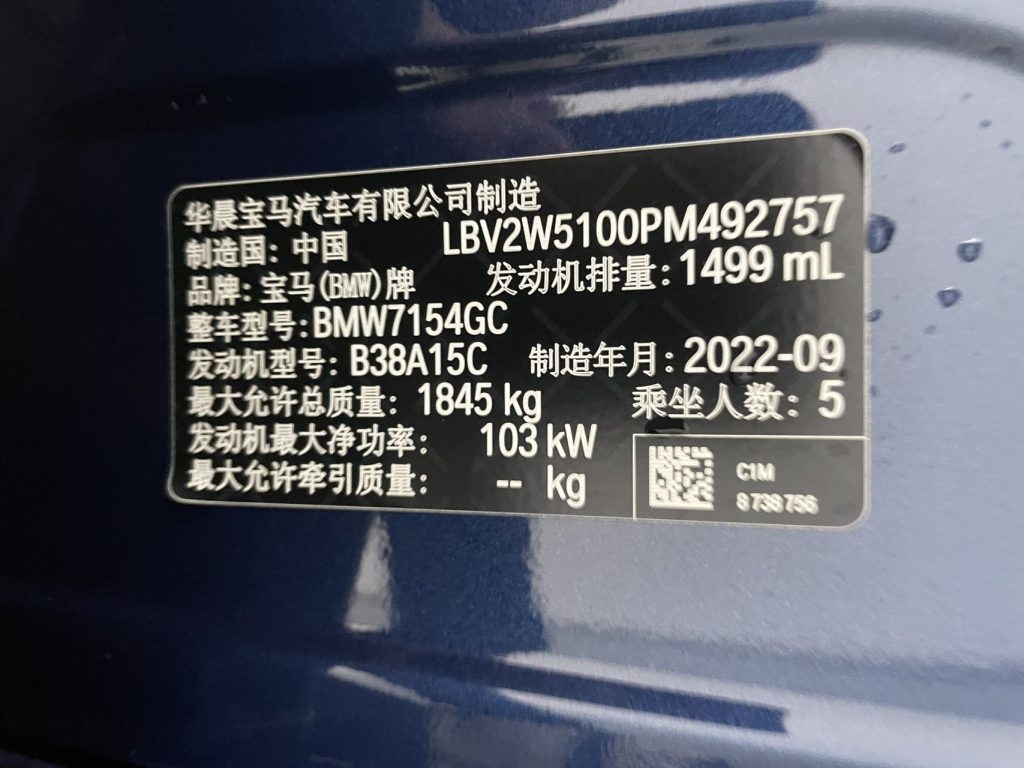 华晨宝马汽车有限公司制造
制造国：中国 LBV2W5100PM492757
品牌：宝马(BMW)牌 发动机排量：1499 mL
整车型号：BMW7154GC
发动机型号：B38A15C 制造年月：2022-09
最大允许总质量：1845 kg 乘坐人数：5
发动机最大净功率： 103 kW
最大允许牵引质量： -- kg
C1M
8 738 756